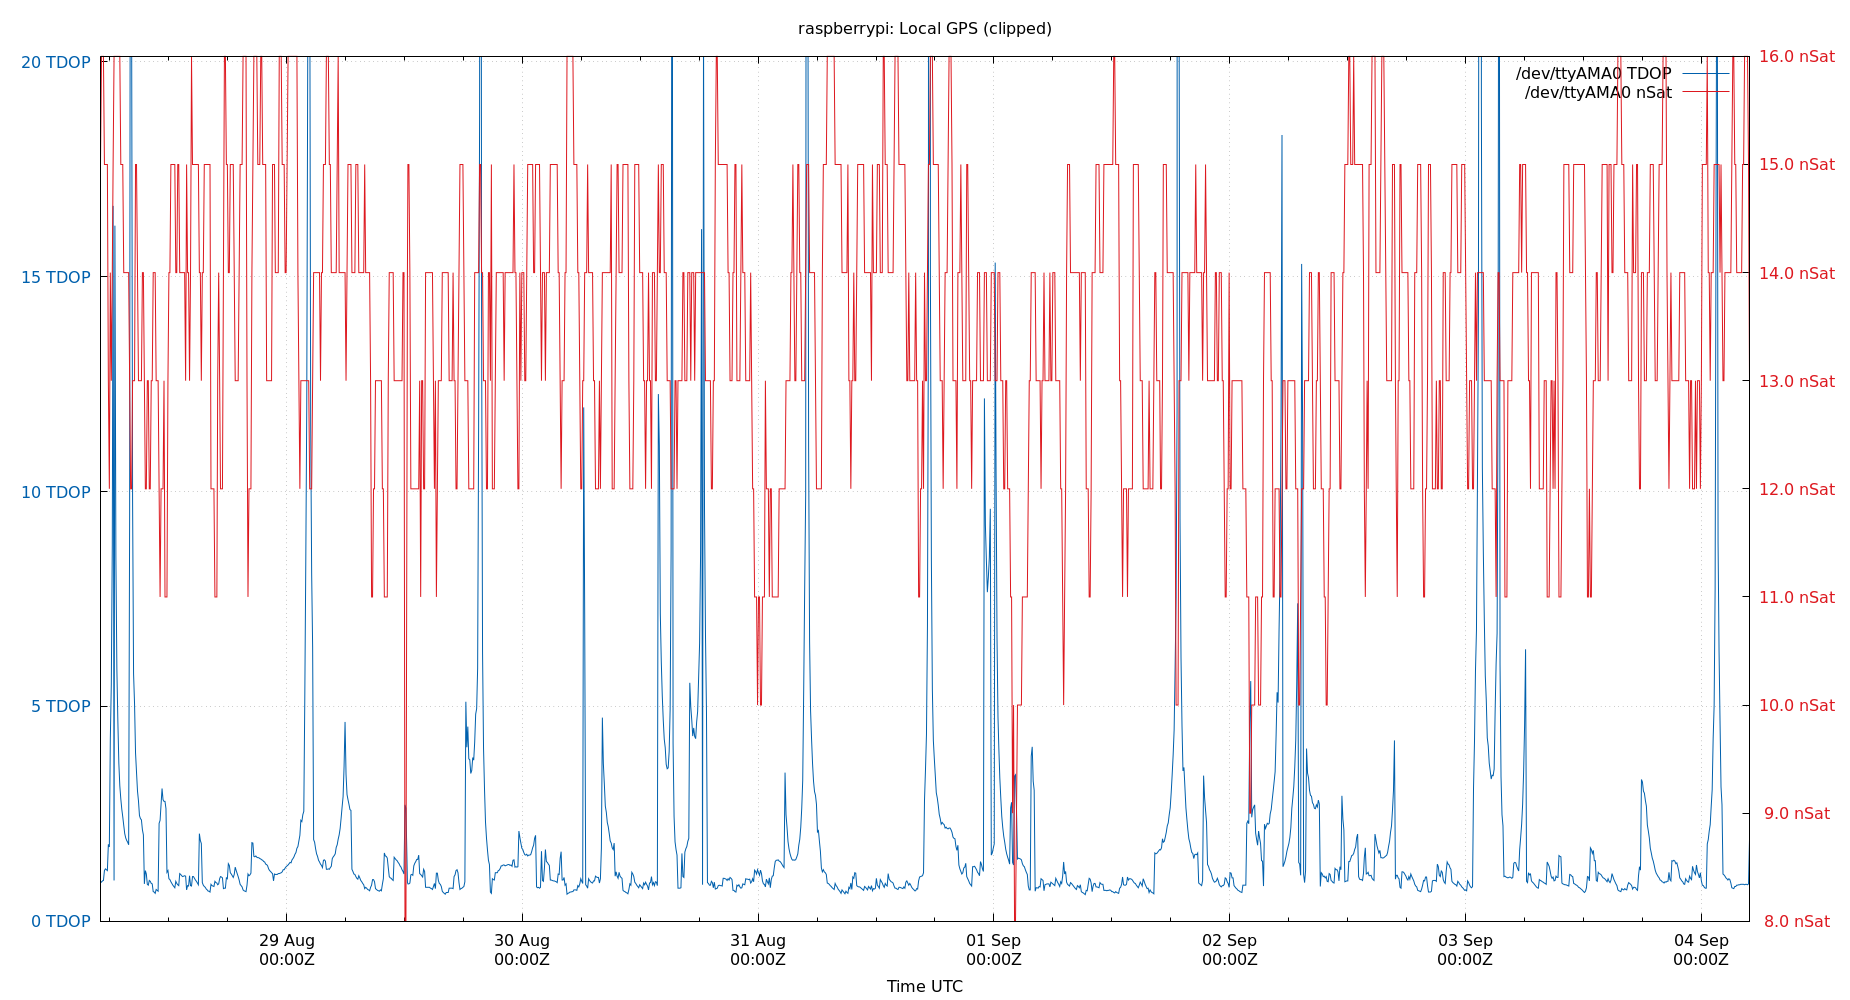 raspberrypi: Local GPS (clipped)
20 TDOP
15 TDOP
10 TDOP
5 TDOP
0 TDOP
16.0 nSat
15.0 nSat
14.0 nSat
13.0 nSat
12.0 nSat
11.0 nSat
10.0 nSat
9.0 nSat
8.0 nSat
/dev/ttyAMA0 TDOP
/dev/ttyAMA0 nSat
29 Aug
00:00Z
30 Aug
00:00Z
31 Aug
00:00Z
01 Sep
00:00Z
02 Sep
00:00Z
03 Sep
00:00Z
04 Sep
00:00Z
Time UTC